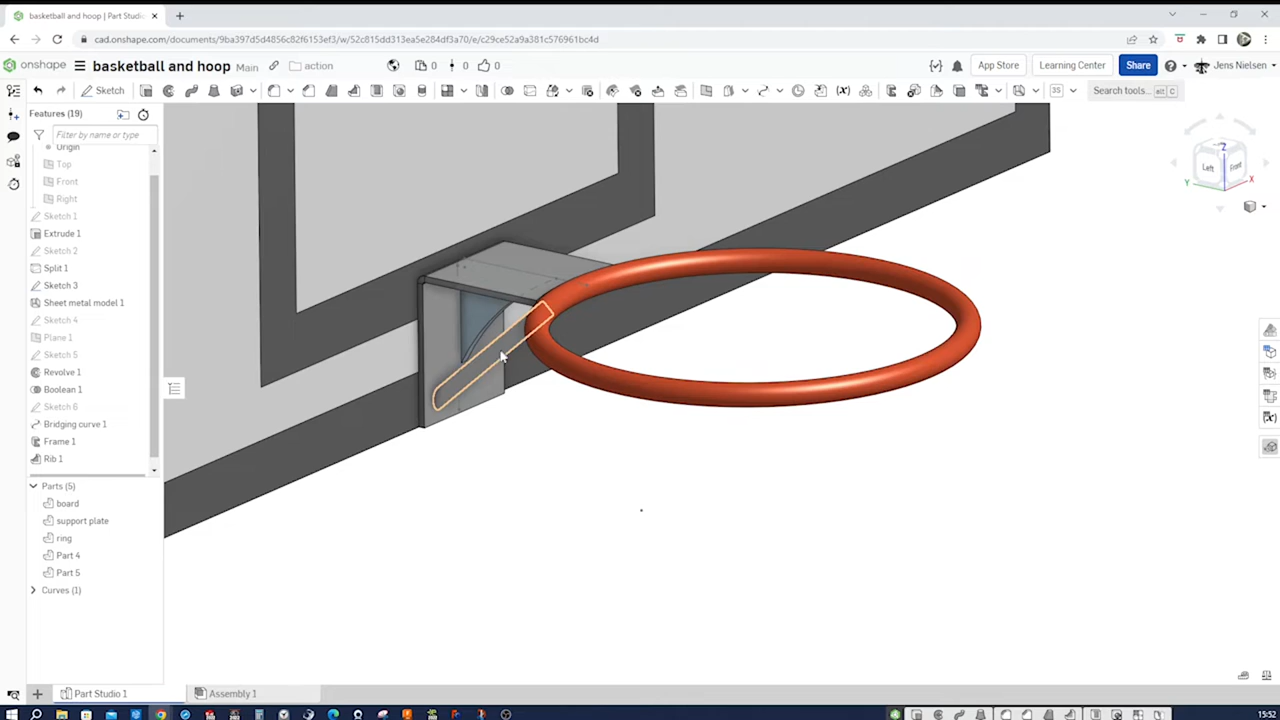 basketball and hoop | Part Studi
cad.onshape.com/documents/9ba397d5d4856c82f6153ef3/w/52c815dd313ea5e284df3a70/e/c29ce52a9a381c576961bc4d
onshape basketball and hoop Main action 0 0 0 App Store Learning Center Share Jens Nielsen
Sketch Search tools... alt C
Features (19)
Filter by name or type
Origin
Top
Front
Right
Sketch 1
Extrude 1
Sketch 2
Split 1
Sketch 3
Sheet metal model 1
Sketch 4
Plane 1
Sketch 5
Revolve 1
Boolean 1
Sketch 6
Bridging curve 1
Frame 1
Rib 1
Parts (5)
board
support plate
ring
Part 4
Part 5
Curves (1)
Z
Left Front
Y X
Part Studio 1 Assembly 1
15:52